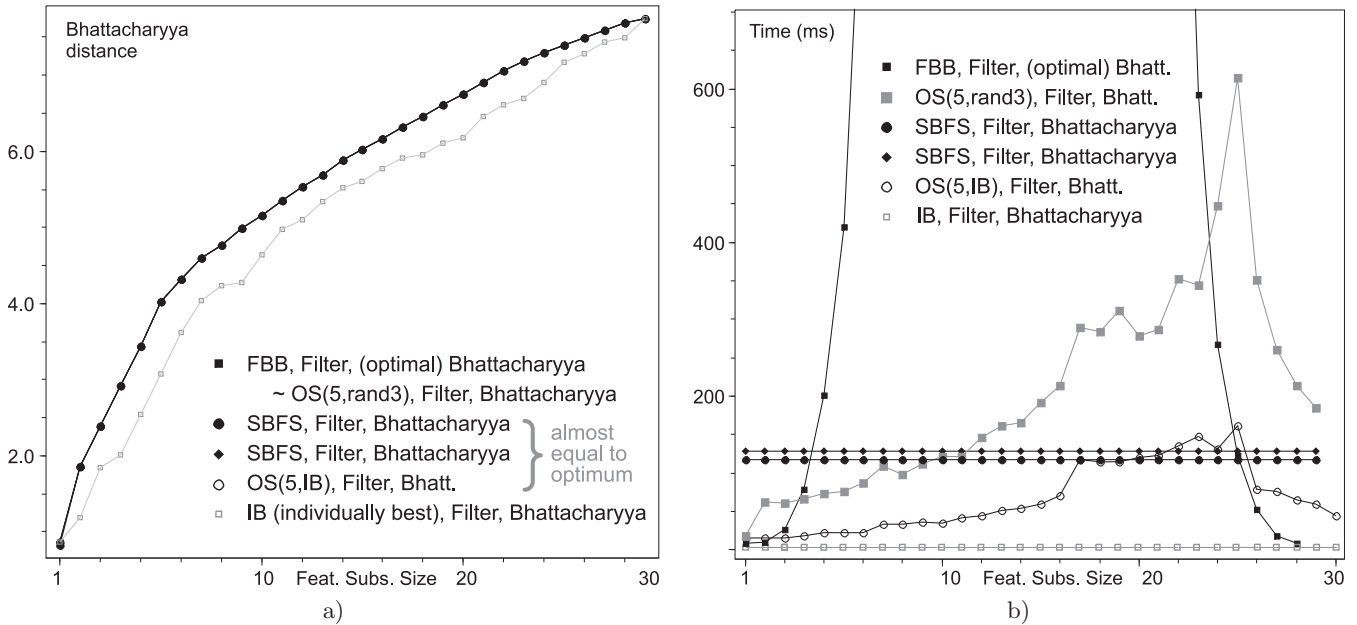 Bhattacharyya
distance
6.0
4.0
2.0
FBB, Filter, (optimal) Bhattacharyya
~ OS(5,rand3), Filter, Bhattacharyya
SBFS, Filter, Bhattacharyya
SBFS, Filter, Bhattacharyya
OS(5,IB), Filter, Bhatt.
almost
equal to
optimum
IB (individually best), Filter, Bhattacharyya
1
10
Feat. Subs. Size
20
30
a)
Time (ms)
600
400
200
FBB, Filter, (optimal) Bhatt.
OS(5,rand3), Filter, Bhatt.
SBFS, Filter, Bhattacharyya
SBFS, Filter, Bhattacharyya
OS(5,IB), Filter, Bhatt.
IB, Filter, Bhattacharyya
1
10
Feat. Subs. Size
20
30
b)